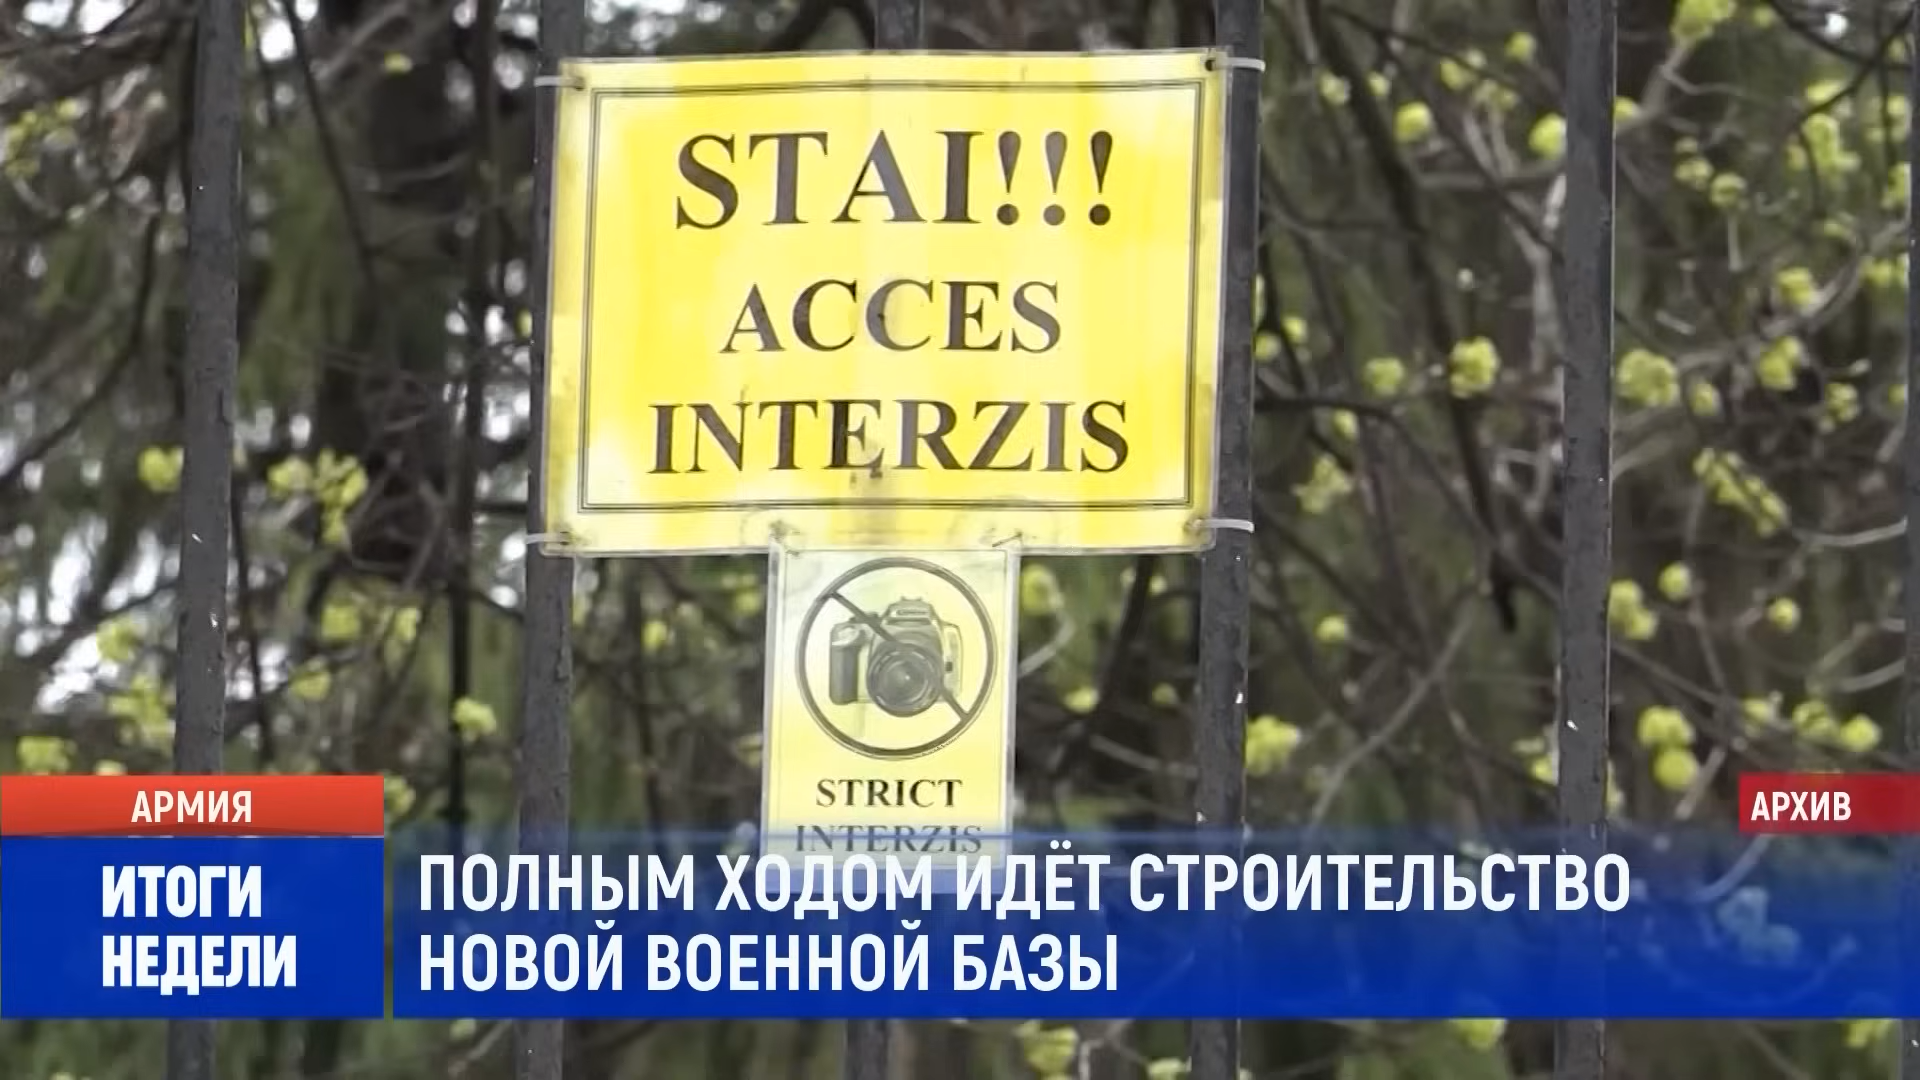 STAI!!!
ACCES
INTERZIS
STRICT
INTERZIS
АРМИЯ
АРХИВ
ИТОГИ
НЕДЕЛИ
ПОЛНЫМ ХОДОМ ИДЁТ СТРОИТЕЛЬСТВО
НОВОЙ ВОЕННОЙ БАЗЫ